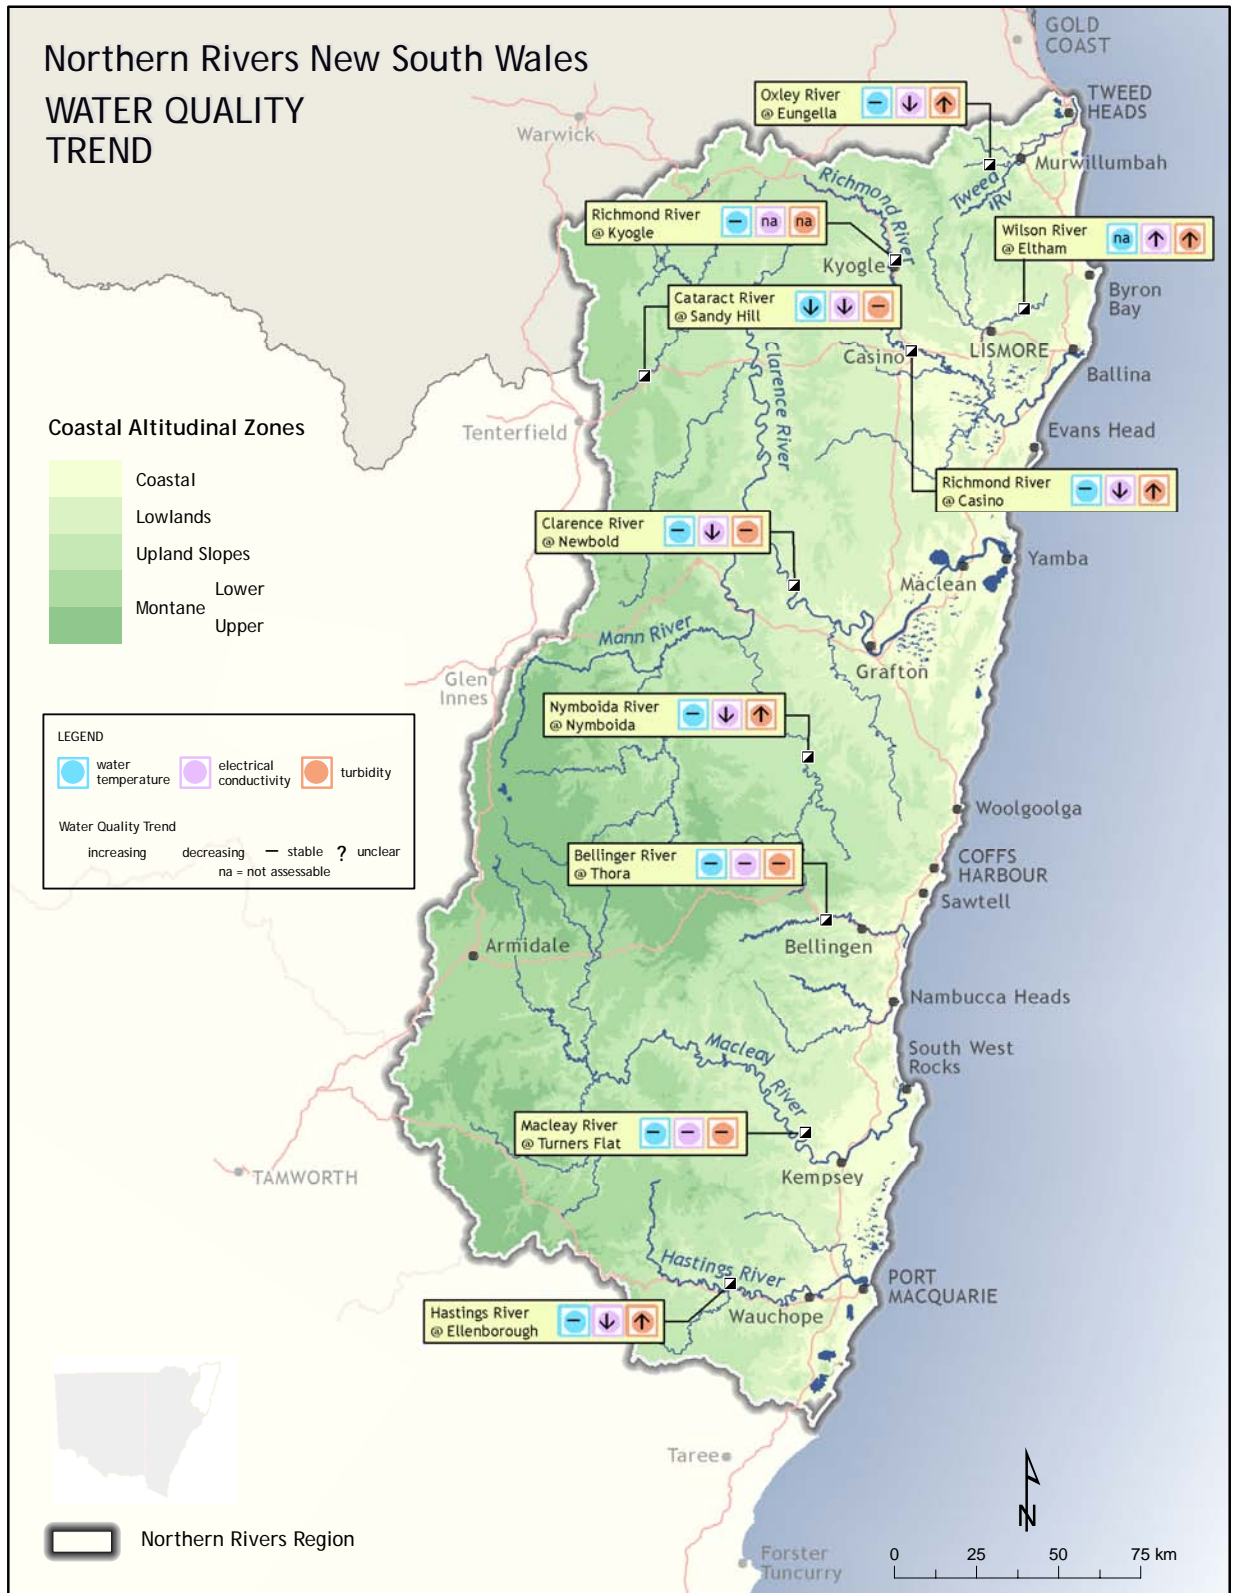 Northern Rivers New South Wales
WATER QUALITY
TREND
GOLD
COAST
TWEED
HEADS
Oxley River
@ Eungella
Warwick
Murwillumbah
Tweed
Rv
Richmond River
Richmond River
@ Kyogle
na
na
Wilson River
@ Eltham
na
Kyogle
Byron
Bay
Cataract River
@ Sandy Hill
Casino
LISMORE
Ballina
Clarence River
Coastal Altitudinal Zones
Coastal
Lowlands
Upland Slopes
Lower
Montane
Upper
Tenterfield
Evans Head
Richmond River
@ Casino
Clarence River
@ Newbold
Yamba
Maclean
Mann River
Grafton
Glen
Innes
Nymboida River
@ Nymboida
LEGEND
water
temperature
electrical
conductivity
turbidity
Water Quality Trend
increasing decreasing – stable ? unclear
na = not assessable
Woolgoolga
Bellinger River
@ Thora
COFFS
HARBOUR
Sawtell
Armidale
Bellingen
Nambucca Heads
Macleay
River
South West
Rocks
Macleay River
@ Turners Flat
TAMWORTH
Kempsey
Hastings River
PORT
MACQUARIE
Hastings River
@ Ellenborough
Wauchope
Taree
N
Northern Rivers Region
Forster
Tuncurry
0 25 50 75 km